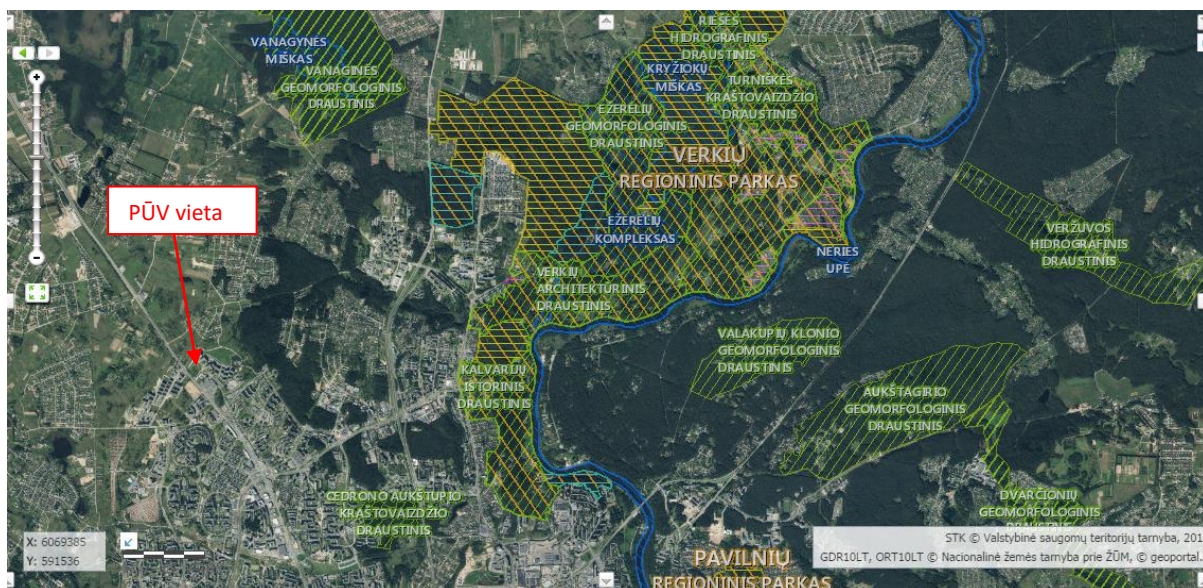 VANAGYNĖS
MIŠKAS
VANAGINĖS
GEOMORFOLOGINIS
DRAUSTINIS
RIEŠĖS
HIDROGRAFINIS
DRAUSTINIS
KRYŽIOKŲ
MIŠKAS
TURNIŠKĖS
KRAŠTOVAIZDŽIO
DRAUSTINIS
EŽERĖLIŲ
GEOMORFOLOGINIS
DRAUSTINIS
VERKIŲ
REGIONINIS PARKAS
PŪV vieta
EŽERĖLIŲ
KOMPLEKSAS
NERIES
UPĖ
VERŽUVOS
HIDROGRAFINIS
DRAUSTINIS
VERKIŲ
ARCHITEKTŪRINIS
DRAUSTINIS
VALAKUPIŲ KLONIO
GEOMORFOLOGINIS
DRAUSTINIS
KALVARIJŲ
ISTORINIS
DRAUSTINIS
AUKŠTAGIRIO
GEOMORFOLOGINIS
DRAUSTINIS
CEDRONO AUKŠTUPIO
KRAŠTOVAIZDŽIO
DRAUSTINIS
DVARČIONIŲ
GEOMORFOLOGINIS
DRAUSTINIS
PAVILNIŲ
REGIONINIS PARKAS
X: 6069385
Y: 591536
STK © Valstybinė saugomų teritorijų tarnyba, 201
GDR10LT, ORT10LT © Nacionalinė žemės tarnyba prie ŽŪM, © geoportal.